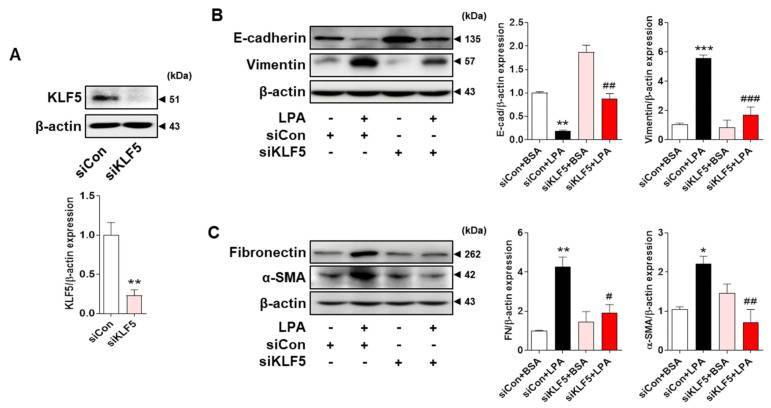 A
(kDa)
KLF5
51
β-actin
43
siCon
siKLF5
KLF5/β-actin expression
1.5
1.0
0.5
0.0
**
siCon
siKLF5
B
(kDa)
E-cadherin
135
Vimentin
57
β-actin
43
LPA - + - +
siCon + + - -
siKLF5 - - + +
E-cad/β-actin expression
2.5
2.0
1.5
1.0
0.5
0.0
**
##
siCon+BSA
siCon+LPA
siKLF5+BSA
siKLF5+LPA
Vimentin/β-actin expression
8
6
4
2
0
***
###
siCon+BSA
siCon+LPA
siKLF5+BSA
siKLF5+LPA
C
(kDa)
Fibronectin
262
α-SMA
42
β-actin
43
LPA - + - +
siCon + + - -
siKLF5 - - + +
FN/β-actin expression
6
4
2
0
**
#
siCon+BSA
siCon+LPA
siKLF5+BSA
siKLF5+LPA
α-SMA/β-actin expression
3
2
1
0
*
##
siCon+BSA
siCon+LPA
siKLF5+BSA
siKLF5+LPA